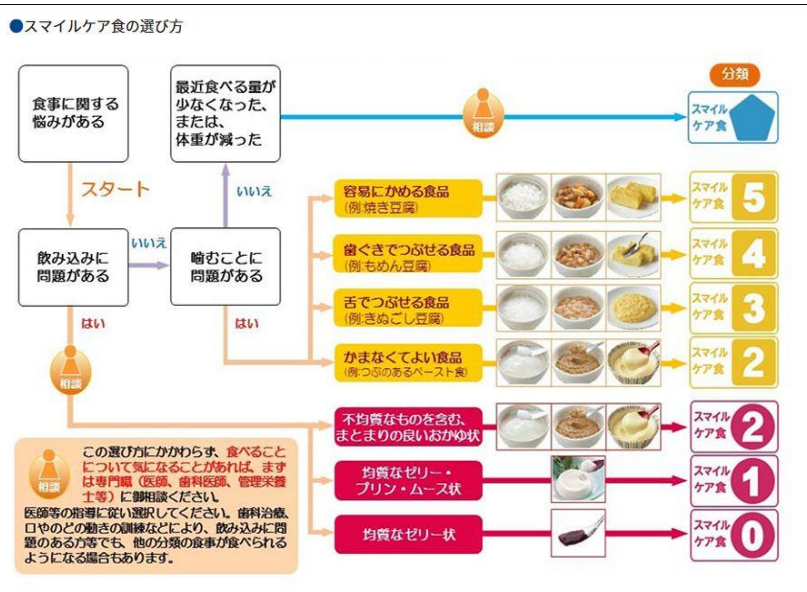 ●スマイルケア食の選び方
分類
食事に関する
悩みがある
最近食べる量が
少なくなった、
または、
体重が減った
相談
スマイル
ケア食
スタート
いいえ
容易にかめる食品
(例:焼き豆腐)
スマイル
ケア食
5
飲み込みに
問題がある
いいえ
噛むことに
問題がある
歯ぐきでつぶせる食品
(例:もめん豆腐)
スマイル
ケア食
4
はい
はい
舌でつぶせる食品
(例:きぬごし豆腐)
スマイル
ケア食
3
相談
かまなくてよい食品
(例:つぶのあるペースト食)
スマイル
ケア食
2
不均質なものを含む、
まとまりの良いおかゆ状
スマイル
ケア食
2
均質なゼリー・
プリン・ムース状
スマイル
ケア食
1
均質なゼリー状
スマイル
ケア食
0
相談
この選び方にかかわらず、食べること
について気になることがあれば、まず
は専門職（医師、歯科医師、管理栄養
士等）に御相談ください。
医師等の指導に従い選択してください。歯科治療、
口やのどの動きの訓練などにより、飲み込みに問
題のある方等でも、他の分類の食事が食べられる
ようになる場合もあります。